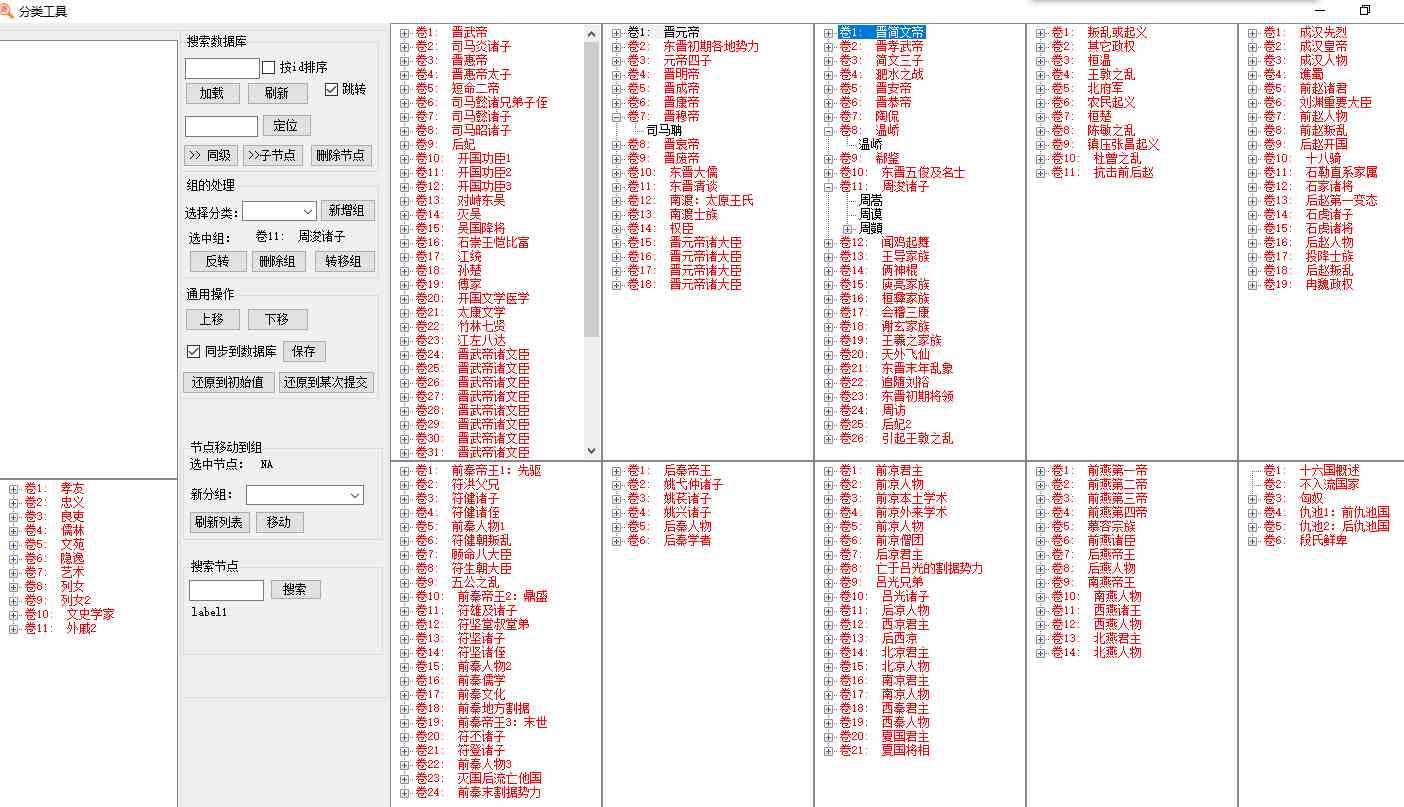 分类工具
搜索数据库
按id排序
加载
刷新
跳转
定位
>> 同级
>>子节点
删除节点
组的处理
选择分类:
新增组
选中组: 卷11: 周浚诸子
反转
删除组
转移组
通用操作
上移
下移
同步到数据库
保存
还原到初始值
还原到某次提交
节点移动到组
选中节点: NA
新分组:
刷新列表
移动
搜索节点
搜索
label1
卷1: 孝友
卷2: 忠义
卷3: 良吏
卷4: 儒林
卷5: 文苑
卷6: 隐逸
卷7: 艺术
卷8: 列女
卷9: 列女2
卷10: 文史学家
卷11: 外戚2
卷1: 晋武帝
卷2: 司马炎诸子
卷3: 晋惠帝
卷4: 晋惠帝太子
卷5: 短命二帝
卷6: 司马懿诸兄弟子侄
卷7: 司马懿诸子
卷8: 司马昭诸子
卷9: 后妃
卷10: 开国功臣1
卷11: 开国功臣2
卷12: 开国功臣3
卷13: 对峙东吴
卷14: 灭吴
卷15: 吴国降将
卷16: 石崇王恺比富
卷17: 江统
卷18: 孙楚
卷19: 傅家
卷20: 开国文学医学
卷21: 太康文学
卷22: 竹林七贤
卷23: 江左八达
卷24: 晋武帝诸文臣
卷25: 晋武帝诸文臣
卷26: 晋武帝诸文臣
卷27: 晋武帝诸文臣
卷28: 晋武帝诸文臣
卷29: 晋武帝诸文臣
卷30: 晋武帝诸文臣
卷31: 晋武帝诸文臣
卷1: 晋元帝
卷2: 东晋初期各地势力
卷3: 元帝四子
卷4: 晋明帝
卷5: 晋成帝
卷6: 晋康帝
卷7: 晋穆帝
司马聃
卷8: 晋哀帝
卷9: 晋废帝
卷10: 东晋大儒
卷11: 东晋清谈
卷12: 南渡: 太原王氏
卷13: 南渡士族
卷14: 权臣
卷15: 晋元帝诸大臣
卷16: 晋元帝诸大臣
卷17: 晋元帝诸大臣
卷18: 晋元帝诸大臣
卷1: 晋简文帝
卷2: 晋孝武帝
卷3: 简文三子
卷4: 淝水之战
卷5: 晋安帝
卷6: 晋恭帝
卷7: 陶侃
卷8: 温峤
温峤
卷9: 郗鉴
卷10: 东晋五俊及名士
卷11: 周浚诸子
周嵩
周谟
周顗
卷12: 闻鸡起舞
卷13: 王导家族
卷14: 俩神棍
卷15: 庾亮家族
卷16: 桓彝家族
卷17: 会稽三康
卷18: 谢玄家族
卷19: 王羲之家族
卷20: 天外飞仙
卷21: 东晋末年乱象
卷22: 追随刘裕
卷23: 东晋初期将领
卷24: 周访
卷25: 后妃2
卷26: 引起王敦之乱
卷1: 叛乱或起义
卷2: 其它政权
卷3: 桓温
卷4: 王敦之乱
卷5: 北府军
卷6: 农民起义
卷7: 桓楚
卷8: 陈敏之乱
卷9: 镇压张昌起义
卷10: 杜曾之乱
卷11: 抗击前后赵
卷1: 成汉先烈
卷2: 成汉皇帝
卷3: 成汉人物
卷4: 谯蜀
卷5: 前赵诸君
卷6: 刘渊重要大臣
卷7: 前赵人物
卷8: 前赵叛乱
卷9: 后赵开国
卷10: 十八骑
卷11: 石勒直系家属
卷12: 石家诸将
卷13: 后赵第一变态
卷14: 石虎诸子
卷15: 石虎诸将
卷16: 后赵人物
卷17: 投降士族
卷18: 后赵叛乱
卷19: 冉魏政权
卷1: 前秦帝王1: 先驱
卷2: 符洪父兄
卷3: 符健诸子
卷4: 符健诸侄
卷5: 前秦人物1
卷6: 符健朝叛乱
卷7: 顾命八大臣
卷8: 符生朝大臣
卷9: 五公之乱
卷10: 前秦帝王2: 鼎盛
卷11: 符雄及诸子
卷12: 符坚堂叔堂弟
卷13: 符坚诸子
卷14: 符坚诸侄
卷15: 前秦人物2
卷16: 前秦儒学
卷17: 前秦文化
卷18: 前秦地方割据
卷19: 前秦帝王3: 末世
卷20: 符丕诸子
卷21: 符登诸子
卷22: 前秦人物3
卷23: 灭国后流亡他国
卷24: 前秦末割据势力
卷1: 后秦帝王
卷2: 姚弋仲诸子
卷3: 姚苌诸子
卷4: 姚兴诸子
卷5: 后秦人物
卷6: 后秦学者
卷1: 前凉君主
卷2: 前凉人物
卷3: 前凉本土学术
卷4: 前凉外来学术
卷5: 前凉人物
卷6: 前凉僧团
卷7: 后凉君主
卷8: 亡于吕光的割据势力
卷9: 吕光兄弟
卷10: 吕光诸子
卷11: 后凉人物
卷12: 西凉君主
卷13: 后西凉
卷14: 北凉君主
卷15: 北凉人物
卷16: 南凉君主
卷17: 南凉人物
卷18: 西秦君主
卷19: 西秦人物
卷20: 夏国君主
卷21: 夏国将相
卷1: 前燕第一帝
卷2: 前燕第二帝
卷3: 前燕第三帝
卷4: 前燕第四帝
卷5: 慕容宗族
卷6: 前燕诸臣
卷7: 后燕帝王
卷8: 后燕人物
卷9: 南燕帝王
卷10: 南燕人物
卷11: 西燕诸王
卷12: 西燕人物
卷13: 北燕君主
卷14: 北燕人物
卷1: 十六国概述
卷2: 不入流国家
卷3: 匈奴
卷4: 仇池1: 前仇池国
卷5: 仇池2: 后仇池国
卷6: 段氏鲜卑